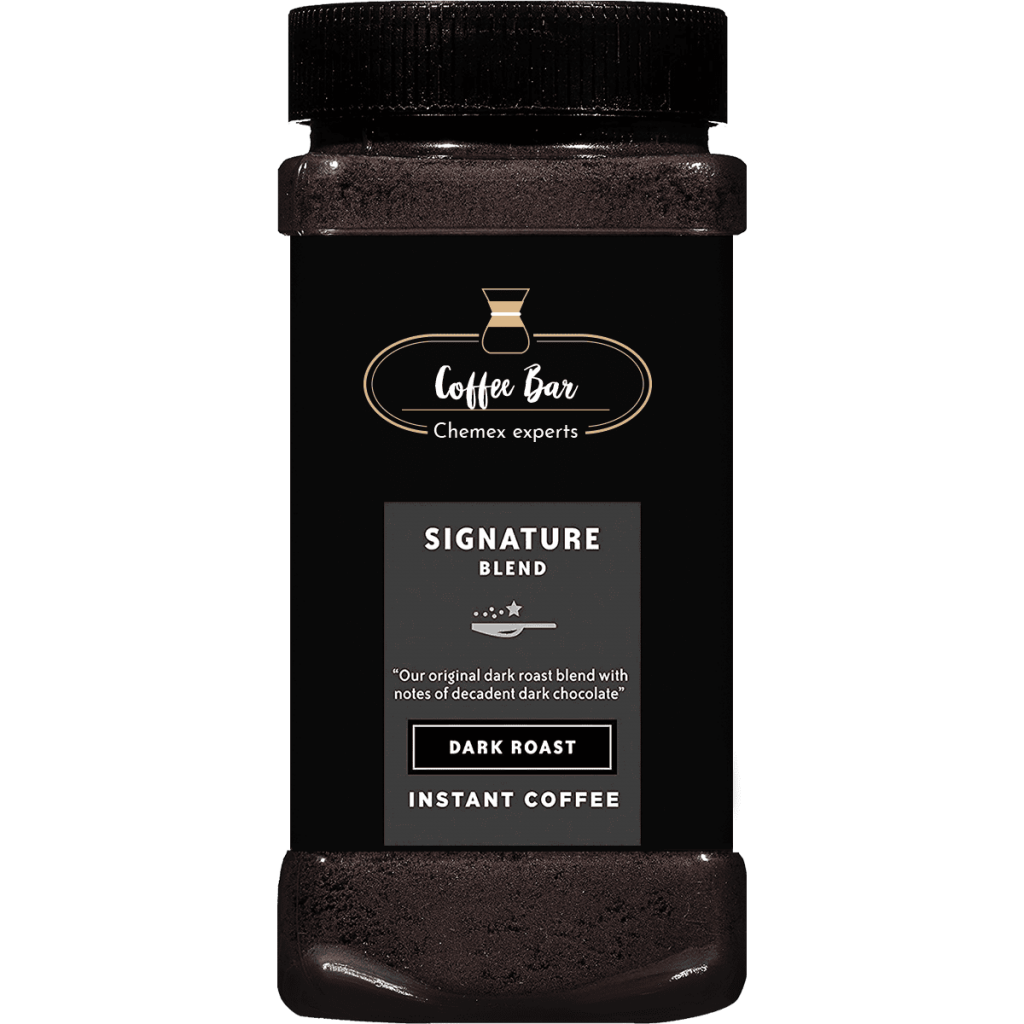 Coffee Bar
Chemex experts
SIGNATURE
BLEND
“Our original dark roast blend with
notes of decadent dark chocolate”
DARK ROAST
INSTANT COFFEE